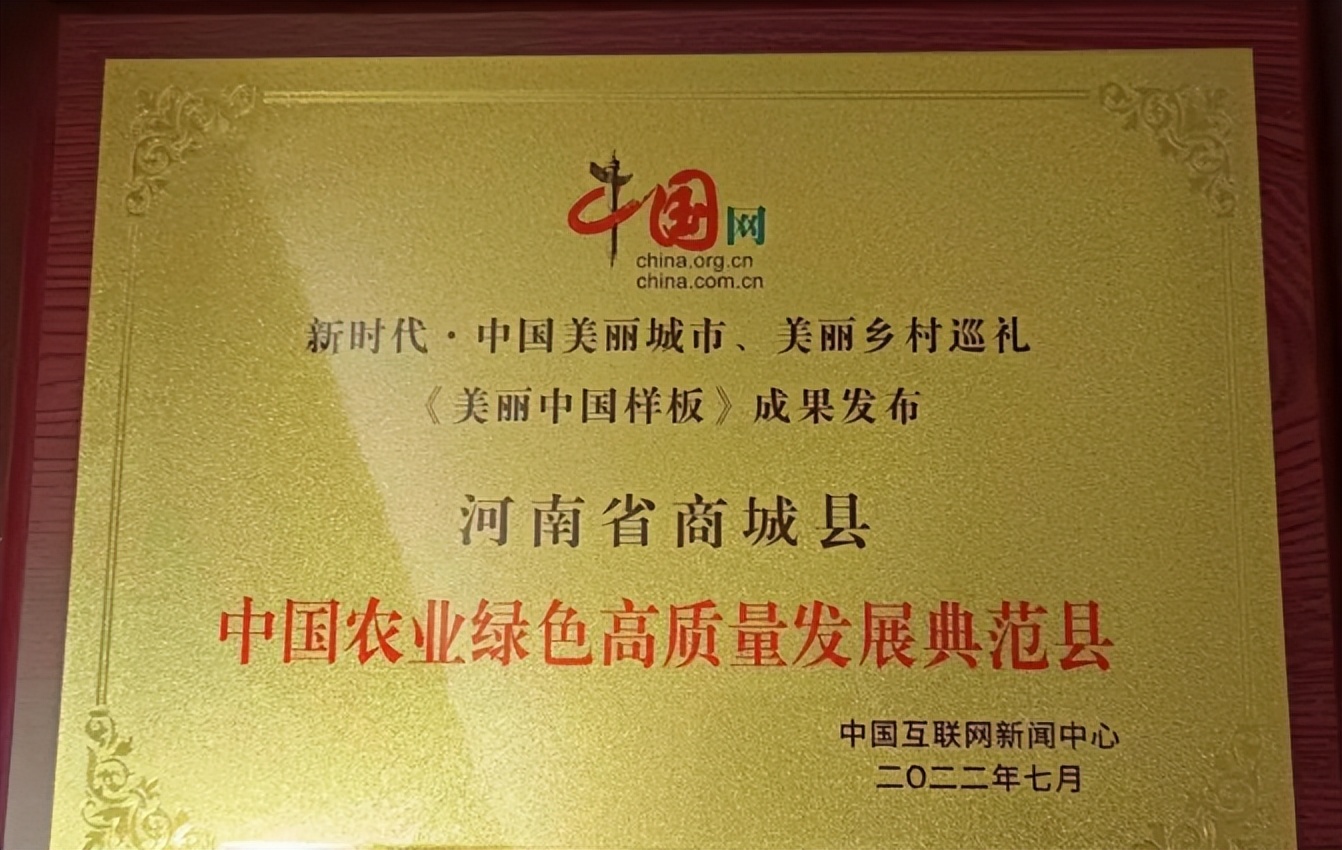 中国网
china.org.cn
china.com.cn
新时代·中国美丽城市、美丽乡村巡礼
《美丽中国样板》成果发布
河南省商城县
中国农业绿色高质量发展典范县
中国互联网新闻中心
二〇二二年七月